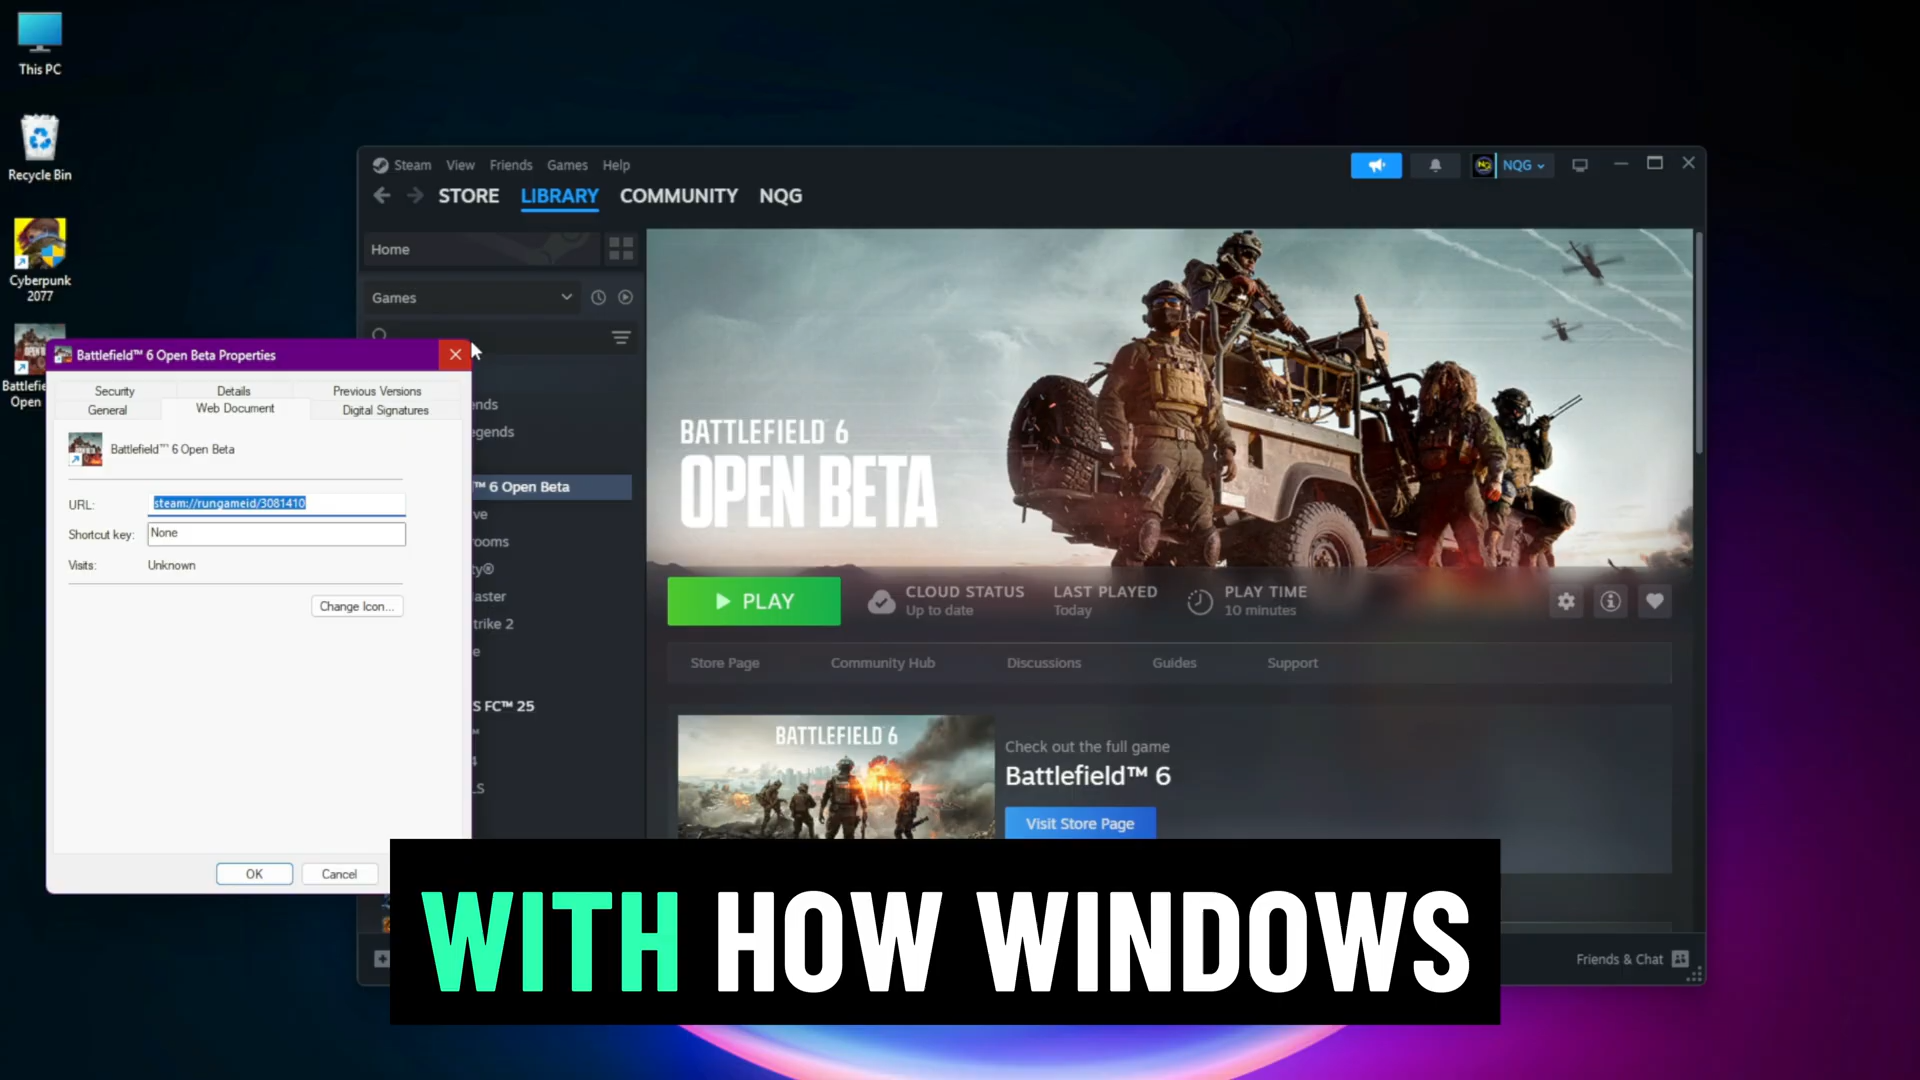 This PC
Recycle Bin
Cyberpunk
2077
Battlefie
Open
Steam View Friends Games Help
NQG
STORE LIBRARY COMMUNITY NQG
Home
Games
Battlefield™ 6 Open Beta Properties
Security Details Previous Versions
General Web Document Digital Signatures
Battlefield™ 6 Open Beta
URL: steam://rungameid/3081410
Shortcut key: None
Visits: Unknown
Change Icon...
OK Cancel
ends
egends
™ 6 Open Beta
ve
ooms
ty®
aster
trike 2
e
S FC™ 25
™
LS
BATTLEFIELD 6
OPEN BETA
PLAY
CLOUD STATUS
Up to date
LAST PLAYED
Today
PLAY TIME
10 minutes
Store Page Community Hub Discussions Guides Support
BATTLEFIELD 6
Check out the full game
Battlefield™ 6
Visit Store Page
Friends & Chat
WITH HOW WINDOWS